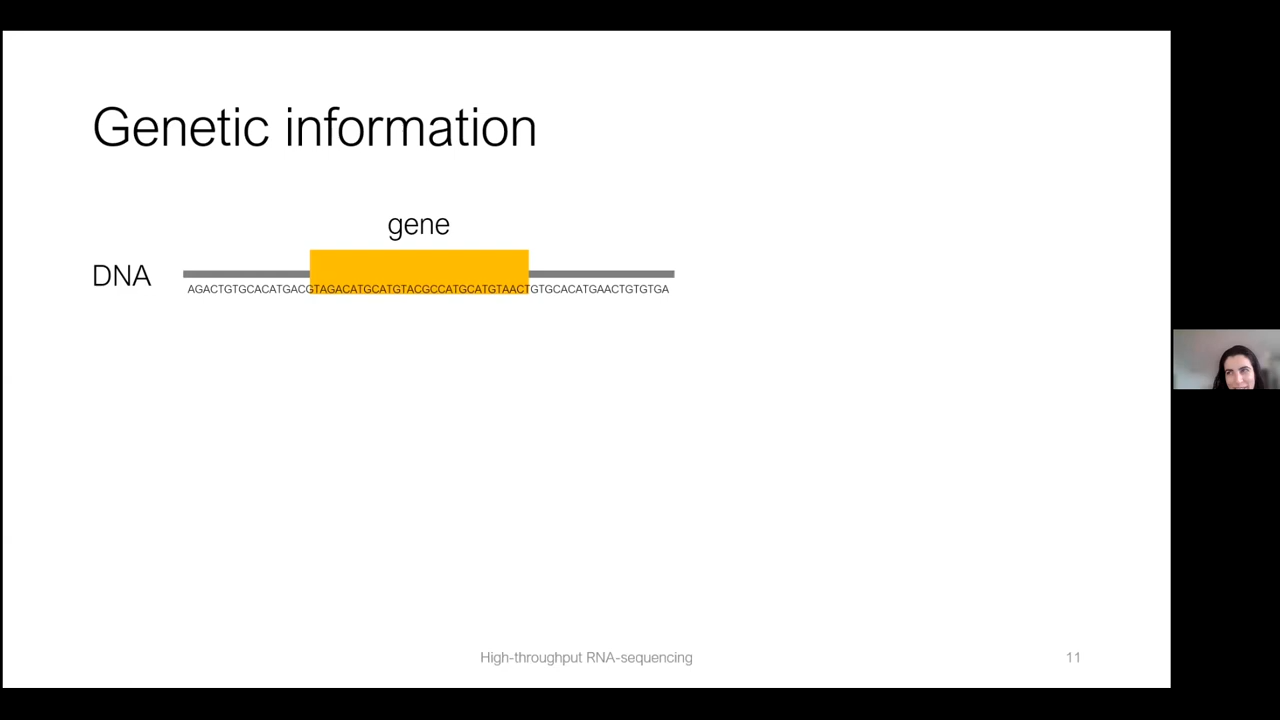 Genetic information
gene
DNA
AGACTGTGCACATGACGTAGACATGCATGTACGCCATGCATGTAACTGTGCACATGAACTGTGTGA
High-throughput RNA-sequencing
11